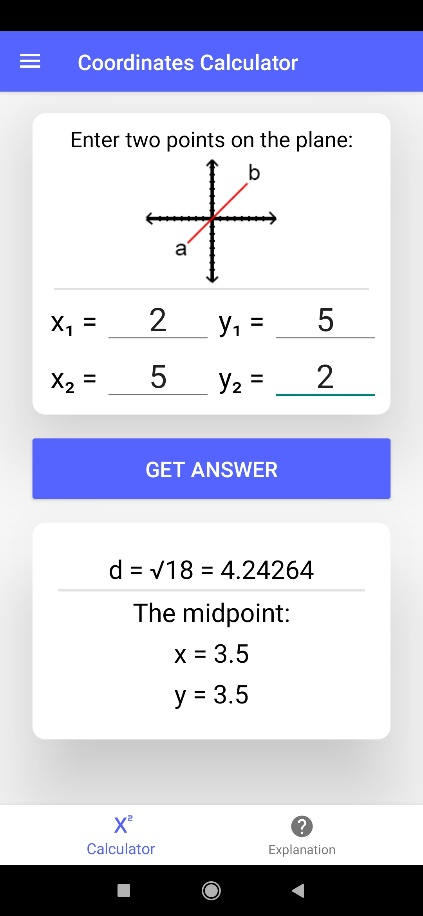 Coordinates Calculator
Enter two points on the plane:
b
a
x₁ = 2 y₁ = 5
x₂ = 5 y₂ = 2
GET ANSWER
d = √18 = 4.24264
The midpoint:
x = 3.5
y = 3.5
X² ?
Calculator Explanation